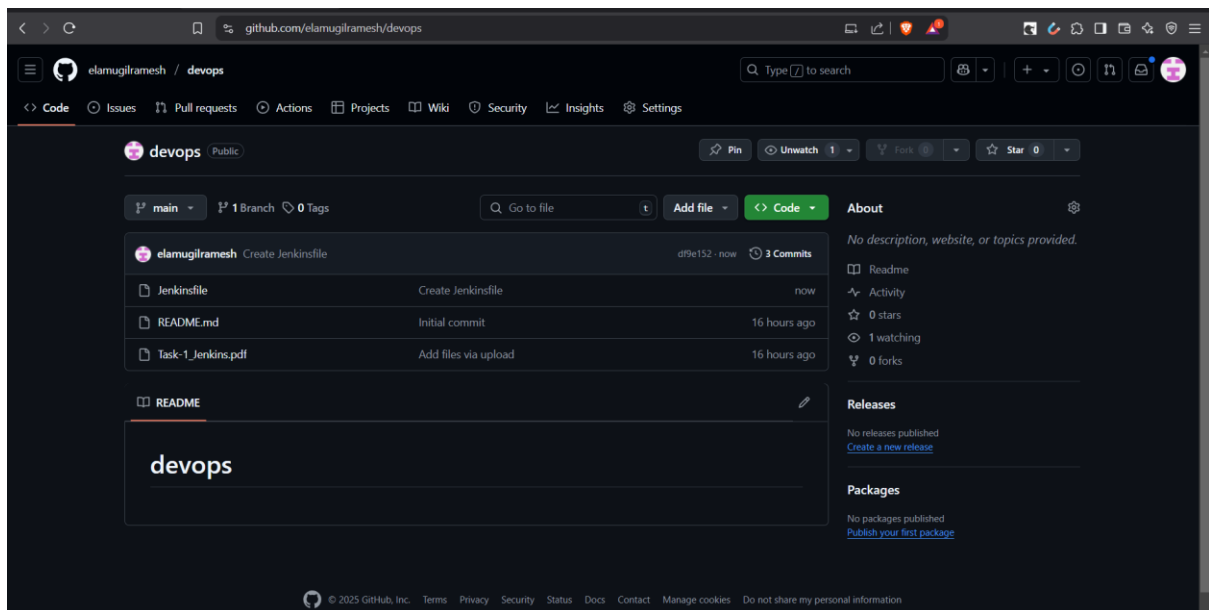 github.com/elamugilramesh/devops
elamugilramesh / devops
Type / to search
Code Issues Pull requests Actions Projects Wiki Security Insights Settings
devops Public
Pin Unwatch 1 Fork 0 Star 0
main 1 Branch 0 Tags Go to file t Add file Code
elamugilramesh Create Jenkinsfile df9e152 · now 3 Commits
Jenkinsfile Create Jenkinsfile now
README.md Initial commit 16 hours ago
Task-1_Jenkins.pdf Add files via upload 16 hours ago
README
devops
About
No description, website, or topics provided.
Readme
Activity
0 stars
1 watching
0 forks
Releases
No releases published
Create a new release
Packages
No packages published
Publish your first package
© 2025 GitHub, Inc. Terms Privacy Security Status Docs Contact Manage cookies Do not share my personal information